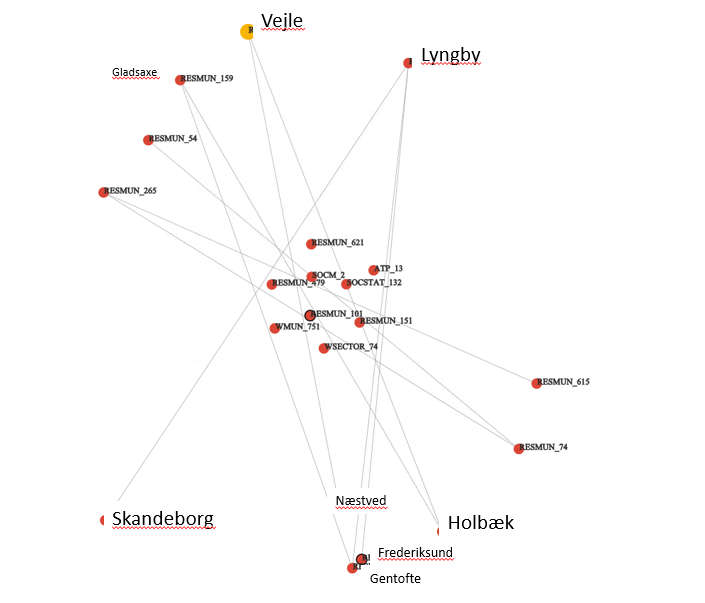 Vejle
Lyngby
Gladsaxe
RESMUN_159
RESMUN_54
RESMUN_265
RESMUN_621
ATP_13
SOCM_2
RESMUN_479
SOCSTAT_132
RESMUN_101
RESMUN_151
WMUN_751
WSECTOR_74
RESMUN_615
RESMUN_74
Næstved
Skandeborg
Holbæk
Frederiksund
Gentofte